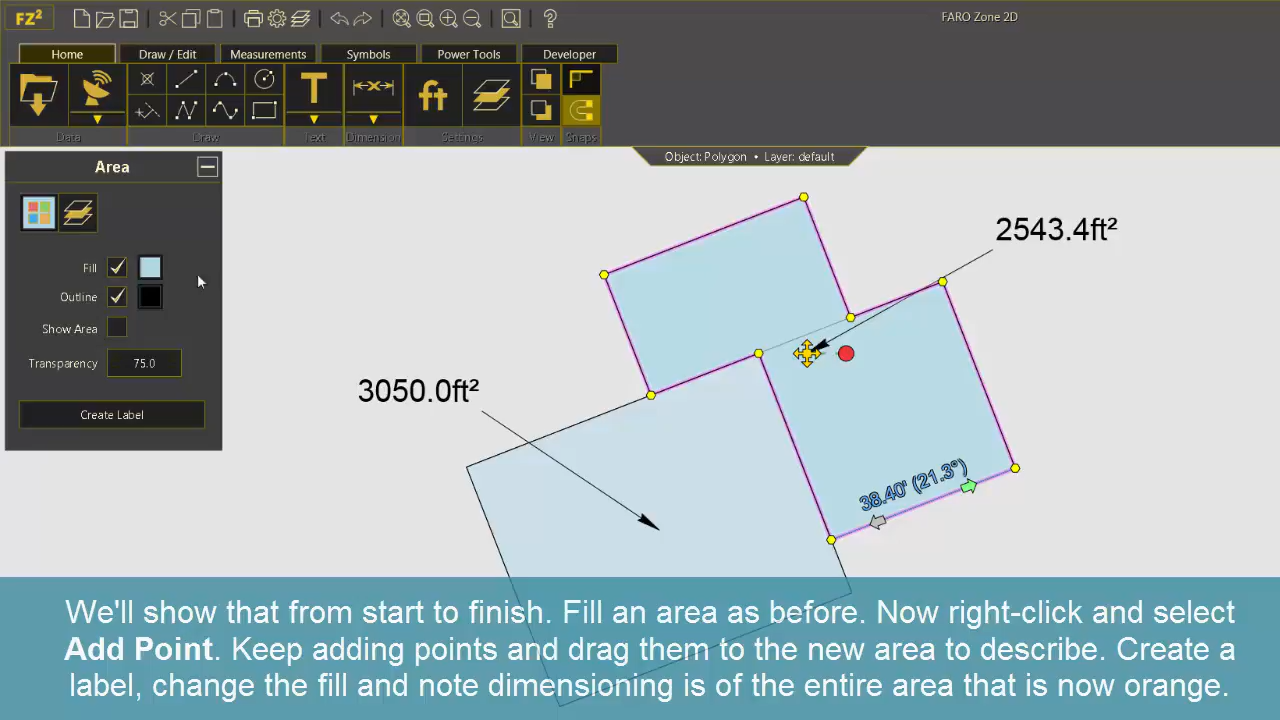 FZ²
FARO Zone 2D
Home
Draw / Edit
Measurements
Symbols
Power Tools
Developer
T
ft
Data
Draw
Text
Dimension
Settings
View
Snaps
Object: Polygon • Layer: default
Area
Fill
Outline
Show Area
Transparency
75.0
Create Label
2543.4ft²
3050.0ft²
38.40' (21.3°)
We'll show that from start to finish. Fill an area as before. Now right-click and select
Add Point. Keep adding points and drag them to the new area to describe. Create a
label, change the fill and note dimensioning is of the entire area that is now orange.